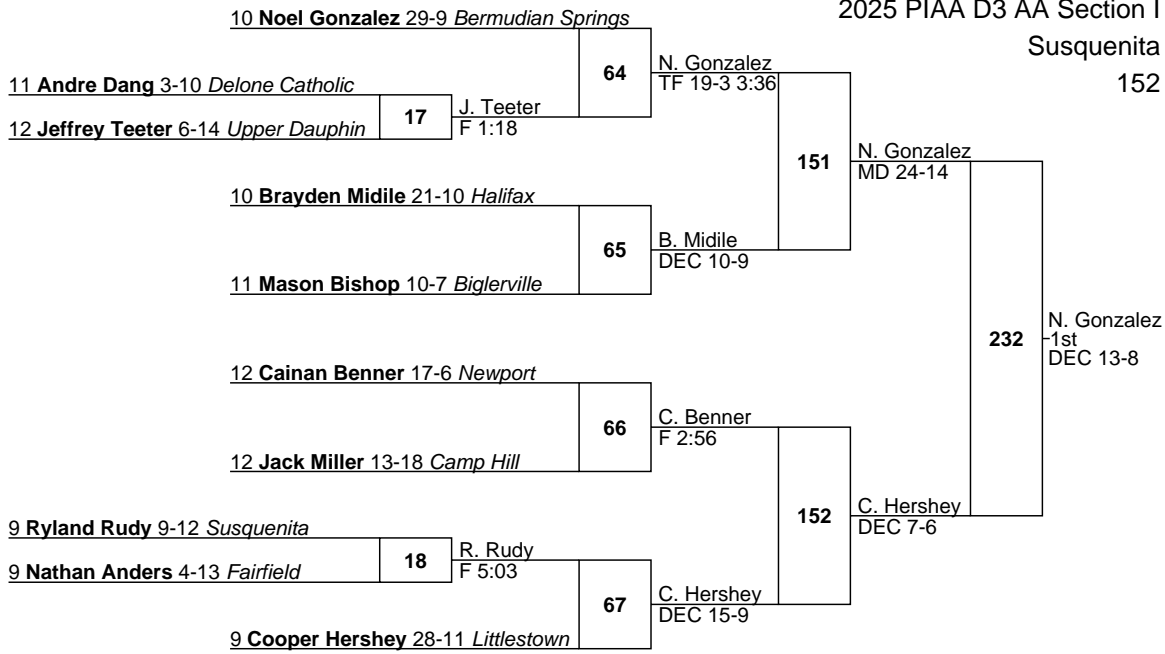 2025 PIAA D3 AA Section I
Susquenita
152
10 Noel Gonzalez 29-9 Bermudian Springs
64
N. Gonzalez
TF 19-3 3:36
11 Andre Dang 3-10 Delone Catholic
17
J. Teeter
F 1:18
12 Jeffrey Teeter 6-14 Upper Dauphin
151
N. Gonzalez
MD 24-14
10 Brayden Midile 21-10 Halifax
65
B. Midile
DEC 10-9
11 Mason Bishop 10-7 Biglerville
232
N. Gonzalez
1st
DEC 13-8
12 Cainan Benner 17-6 Newport
66
C. Benner
F 2:56
12 Jack Miller 13-18 Camp Hill
152
C. Hershey
DEC 7-6
9 Ryland Rudy 9-12 Susquenita
18
R. Rudy
F 5:03
9 Nathan Anders 4-13 Fairfield
67
C. Hershey
DEC 15-9
9 Cooper Hershey 28-11 Littlestown